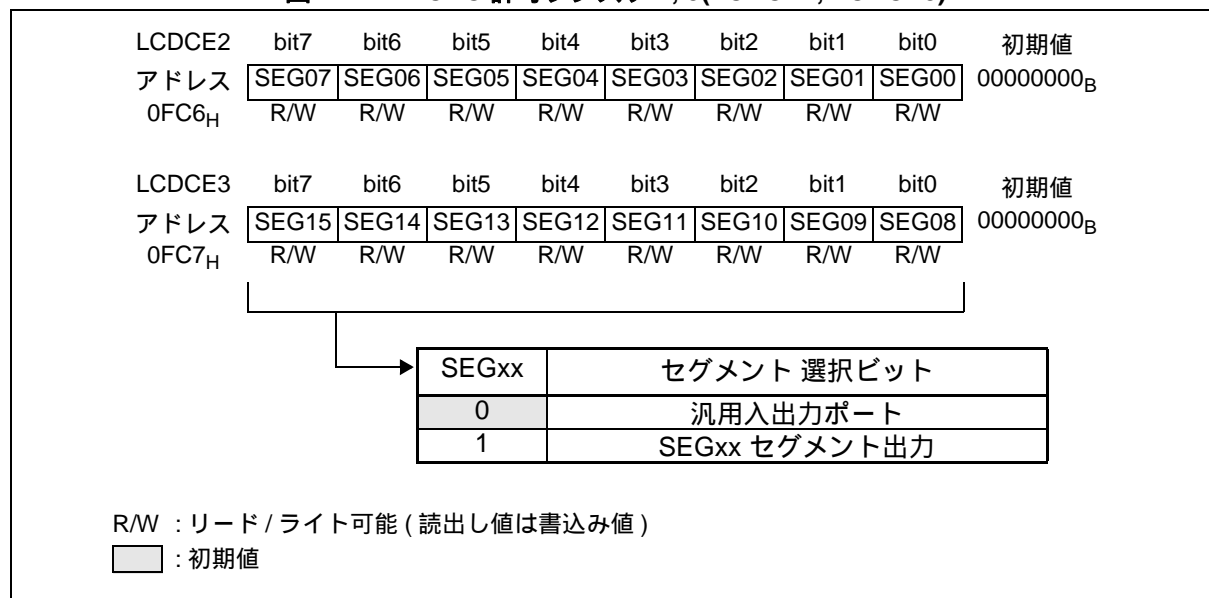 LCDCE2 bit7 bit6 bit5 bit4 bit3 bit2 bit1 bit0 初期値
アドレス SEG07 SEG06 SEG05 SEG04 SEG03 SEG02 SEG01 SEG00 00000000B
0FC6H R/W R/W R/W R/W R/W R/W R/W R/W
LCDCE3 bit7 bit6 bit5 bit4 bit3 bit2 bit1 bit0 初期値
アドレス SEG15 SEG14 SEG13 SEG12 SEG11 SEG10 SEG09 SEG08 00000000B
0FC7H R/W R/W R/W R/W R/W R/W R/W R/W
SEGxx セグメント 選択ビット
0 汎用入出力ポート
1 SEGxx セグメント出力
R/W : リード / ライト可能 ( 読出し値は書込み値 )
: 初期値